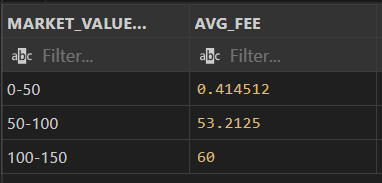 MARKET_VALUE... AVG_FEE
abc Filter... abc Filter...
0-50 0.414512
50-100 53.2125
100-150 60